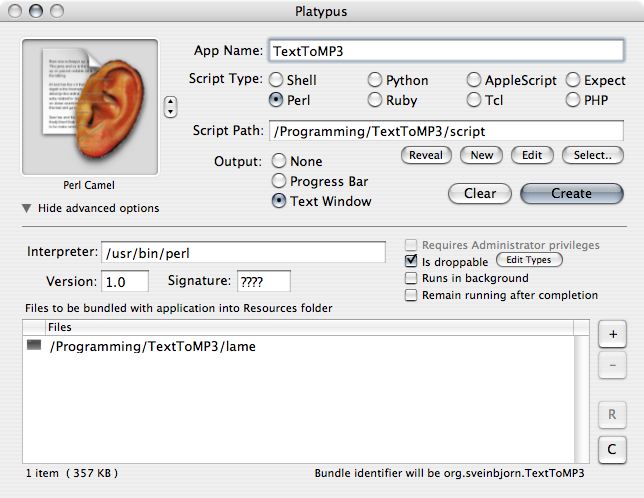 Platypus
App Name: TextToMP3
Script Type: Shell Python AppleScript Expect
Perl Ruby Tcl PHP
Script Path: /Programming/TextToMP3/script
Output: None Reveal New Edit Select..
Progress Bar
Text Window
Clear Create
Perl Camel
Hide advanced options
Interpreter: /usr/bin/perl
Version: 1.0 Signature: ????
Requires Administrator privileges
Is droppable Edit Types
Runs in background
Remain running after completion
Files to be bundled with application into Resources folder
Files
/Programming/TextToMP3/lame
+
-
R
C
1 item ( 357 KB ) Bundle identifier will be org.sveinbjorn.TextToMP3